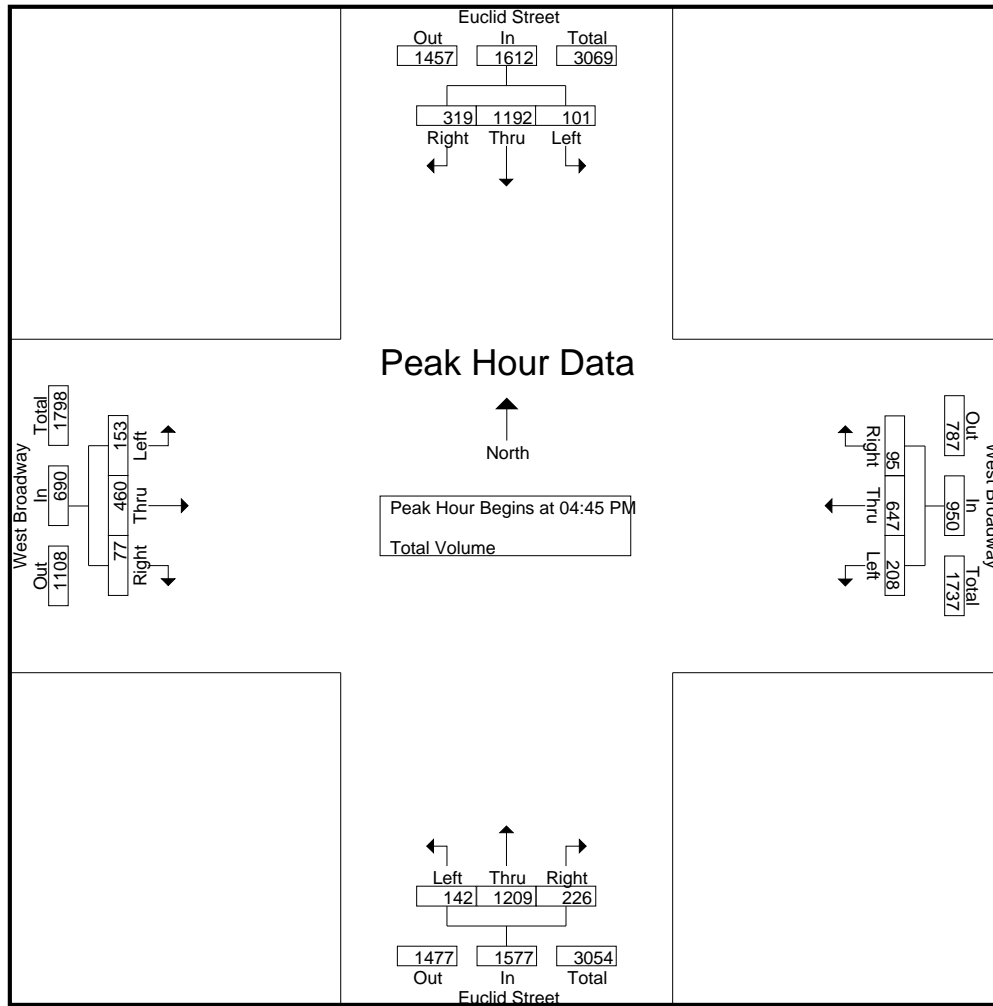 Euclid Street
Out In Total
1457 1612 3069
319 1192 101
Right Thru Left
Peak Hour Data
North
Peak Hour Begins at 04:45 PM
Total Volume
West Broadway
Total In Out
1798 690 1108
153 460 77
Left Thru Right
West Broadway
Out In Total
787 950 1737
95 647 208
Right Thru Left
Left Thru Right
142 1209 226
1477 1577 3054
Out In Total
Euclid Street